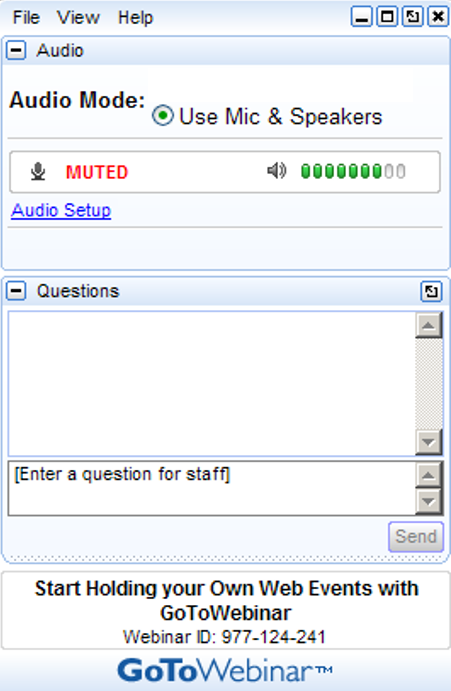 File View Help
Audio
Audio Mode:
Use Mic & Speakers
MUTED
Audio Setup
Questions
[Enter a question for staff]
Send
Start Holding your Own Web Events with
GoToWebinar
Webinar ID: 977-124-241
GoToWebinar™